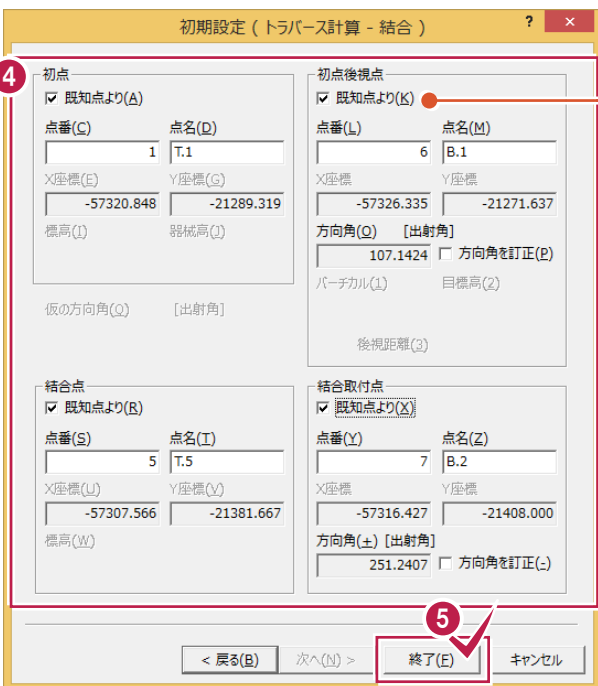 初期設定 ( トラバース計算 - 結合 )
?
×
4
初点
既知点より(A)
点番(C) 点名(D)
1 T.1
X座標(E) Y座標(G)
-57320.848 -21289.319
標高(I) 器械高(J)
仮の方向角(Q) [出射角]
初点後視点
既知点より(K)
点番(L) 点名(M)
6 B.1
X座標 Y座標
-57326.335 -21271.637
方向角(O) [出射角]
107.1424 方向角を訂正(P)
バーチカル(1) 目標高(2)
後視距離(3)
結合点
既知点より(R)
点番(S) 点名(T)
5 T.5
X座標(U) Y座標(V)
-57307.566 -21381.667
標高(W)
結合取付点
既知点より(X)
点番(Y) 点名(Z)
7 B.2
X座標 Y座標
-57316.427 -21408.000
方向角(+) [出射角]
251.2407 方向角を訂正(-)
5
< 戻る(B) 次へ(N) > 終了(F) キャンセル